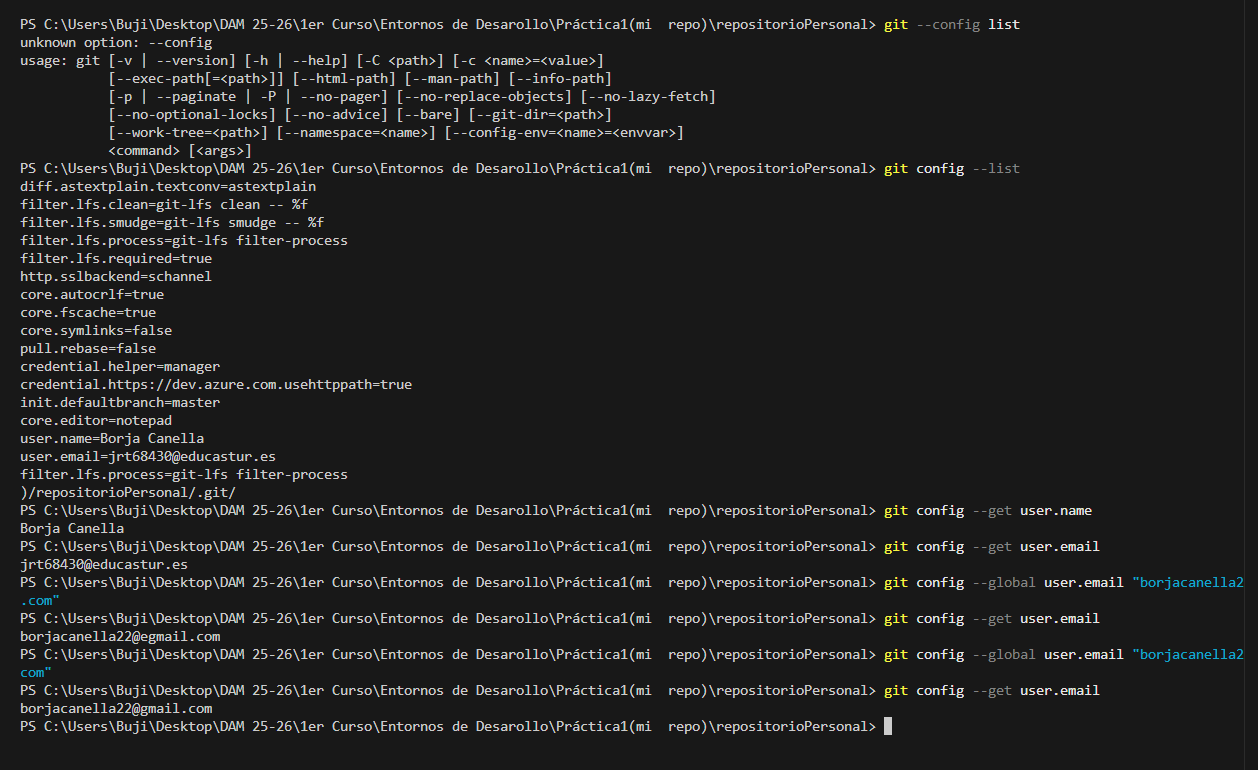 PS C:\Users\Buji\Desktop\DAM 25-26\1er Curso\Entornos de Desarollo\Práctica1(mi  repo)\repositorioPersonal> git --config list
unknown option: --config
usage: git [-v | --version] [-h | --help] [-C <path>] [-c <name>=<value>]
           [--exec-path[=<path>]] [--html-path] [--man-path] [--info-path]
           [-p | --paginate | -P | --no-pager] [--no-replace-objects] [--no-lazy-fetch]
           [--no-optional-locks] [--no-advice] [--bare] [--git-dir=<path>]
           [--work-tree=<path>] [--namespace=<name>] [--config-env=<name>=<envvar>]
           <command> [<args>]
PS C:\Users\Buji\Desktop\DAM 25-26\1er Curso\Entornos de Desarollo\Práctica1(mi  repo)\repositorioPersonal> git config --list
diff.astextplain.textconv=astextplain
filter.lfs.clean=git-lfs clean -- %f
filter.lfs.smudge=git-lfs smudge -- %f
filter.lfs.process=git-lfs filter-process
filter.lfs.required=true
http.sslbackend=schannel
core.autocrlf=true
core.fscache=true
core.symlinks=false
pull.rebase=false
credential.helper=manager
credential.https://dev.azure.com.usehttppath=true
init.defaultbranch=master
core.editor=notepad
user.name=Borja Canella
user.email=jrt68430@educastur.es
filter.lfs.process=git-lfs filter-process
)/repositorioPersonal/.git/
PS C:\Users\Buji\Desktop\DAM 25-26\1er Curso\Entornos de Desarollo\Práctica1(mi  repo)\repositorioPersonal> git config --get user.name
Borja Canella
PS C:\Users\Buji\Desktop\DAM 25-26\1er Curso\Entornos de Desarollo\Práctica1(mi  repo)\repositorioPersonal> git config --get user.email
jrt68430@educastur.es
PS C:\Users\Buji\Desktop\DAM 25-26\1er Curso\Entornos de Desarollo\Práctica1(mi  repo)\repositorioPersonal> git config --global user.email "borjacanella2
.com"
PS C:\Users\Buji\Desktop\DAM 25-26\1er Curso\Entornos de Desarollo\Práctica1(mi  repo)\repositorioPersonal> git config --get user.email
borjacanella22@egmail.com
PS C:\Users\Buji\Desktop\DAM 25-26\1er Curso\Entornos de Desarollo\Práctica1(mi  repo)\repositorioPersonal> git config --global user.email "borjacanella2
com"
PS C:\Users\Buji\Desktop\DAM 25-26\1er Curso\Entornos de Desarollo\Práctica1(mi  repo)\repositorioPersonal> git config --get user.email
borjacanella22@gmail.com
PS C:\Users\Buji\Desktop\DAM 25-26\1er Curso\Entornos de Desarollo\Práctica1(mi  repo)\repositorioPersonal>